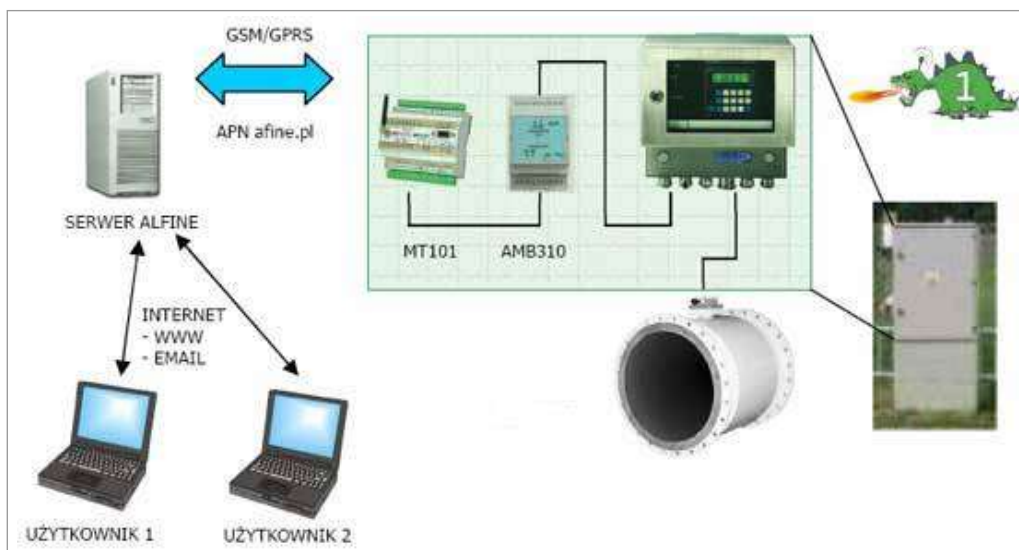 GSM/GPRS
APN afine.pl
SERWER ALFINE
MT101
AMB310
1
INTERNET
- WWW
- EMAIL
UŻYTKOWNIK 1
UŻYTKOWNIK 2